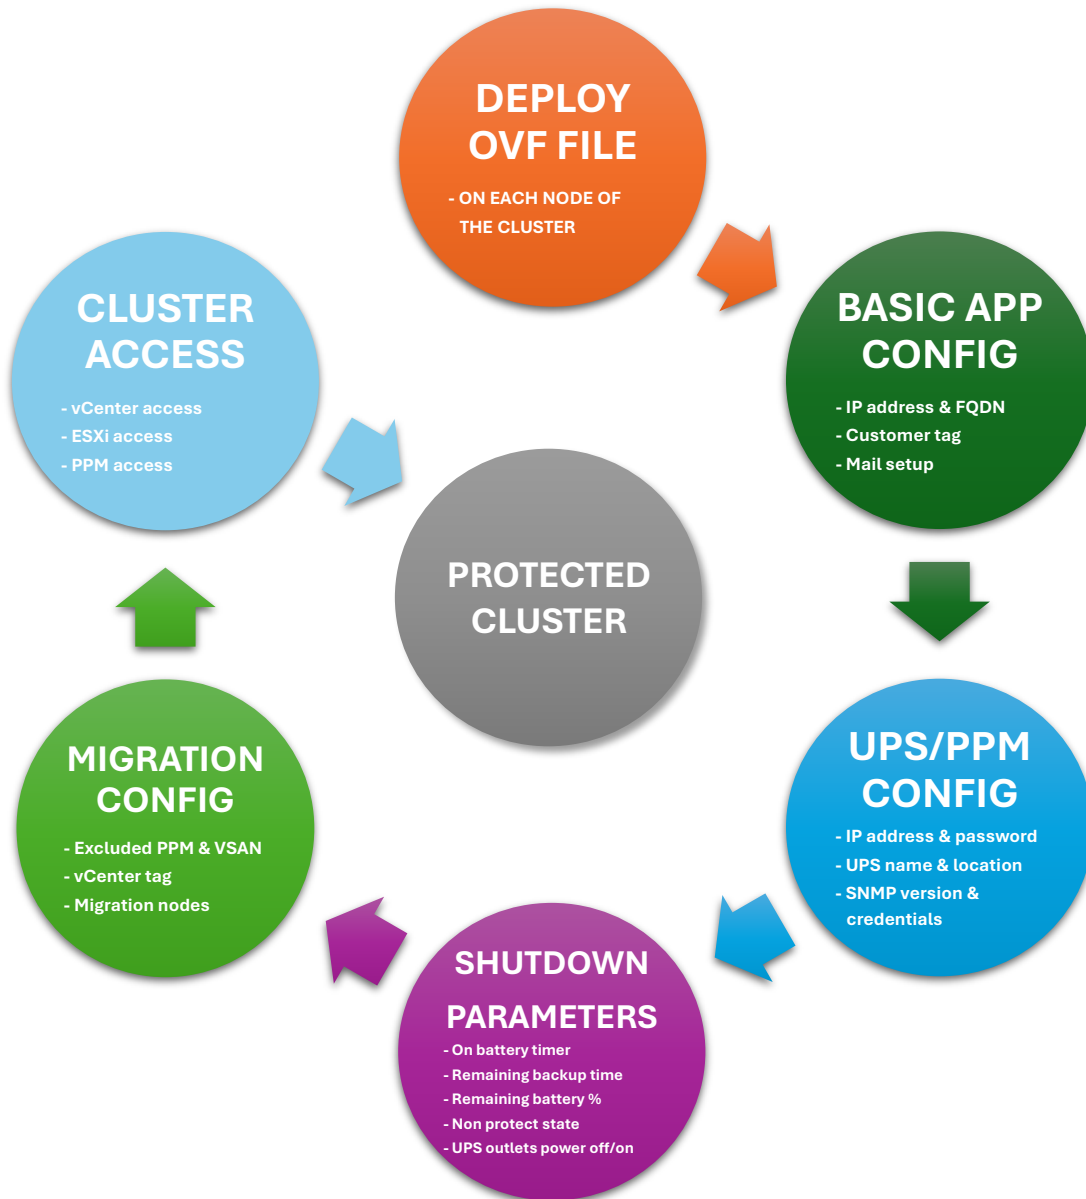 DEPLOY
OVF FILE
- ON EACH NODE OF
THE CLUSTER
BASIC APP
CONFIG
- IP address & FQDN
- Customer tag
- Mail setup
UPS/PPM
CONFIG
- IP address & password
- UPS name & location
- SNMP version &
credentials
SHUTDOWN
PARAMETERS
- On battery timer
- Remaining backup time
- Remaining battery %
- Non protect state
- UPS outlets power off/on
MIGRATION
CONFIG
- Excluded PPM & VSAN
- vCenter tag
- Migration nodes
CLUSTER
ACCESS
- vCenter access
- ESXi access
- PPM access
PROTECTED
CLUSTER